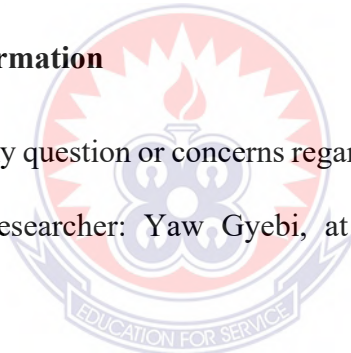 rmation
y question or concerns regar
esearcher: Yaw Gyebi, at
EDUCATION FOR SERVICE